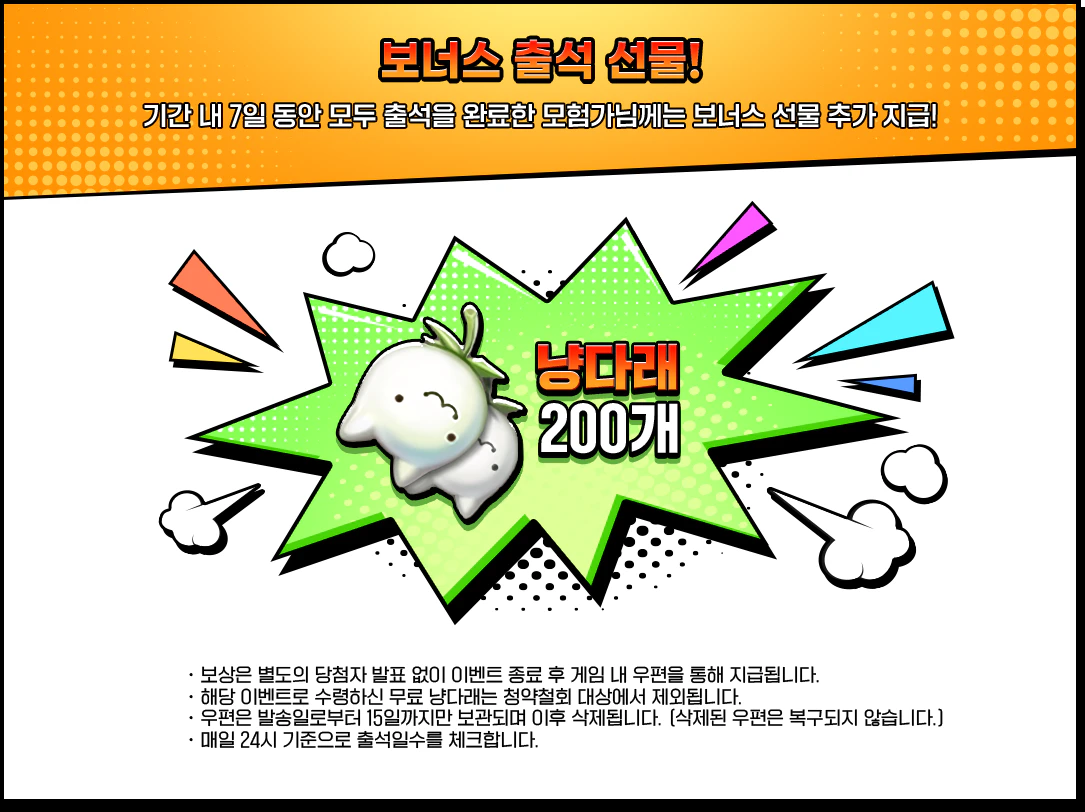 보너스 출석 선물!
기간 내 7일 동안 모두 출석을 완료한 모험가님께는 보너스 선물 추가 지급!
냥다래
200개
· 보상은 별도의 당첨자 발표 없이 이벤트 종료 후 게임 내 우편을 통해 지급됩니다.
· 해당 이벤트로 수령하신 무료 냥다래는 청약철회 대상에서 제외됩니다.
· 우편은 발송일로부터 15일까지만 보관되며 이후 삭제됩니다. (삭제된 우편은 복구되지 않습니다.)
· 매일 24시 기준으로 출석일수를 체크합니다.